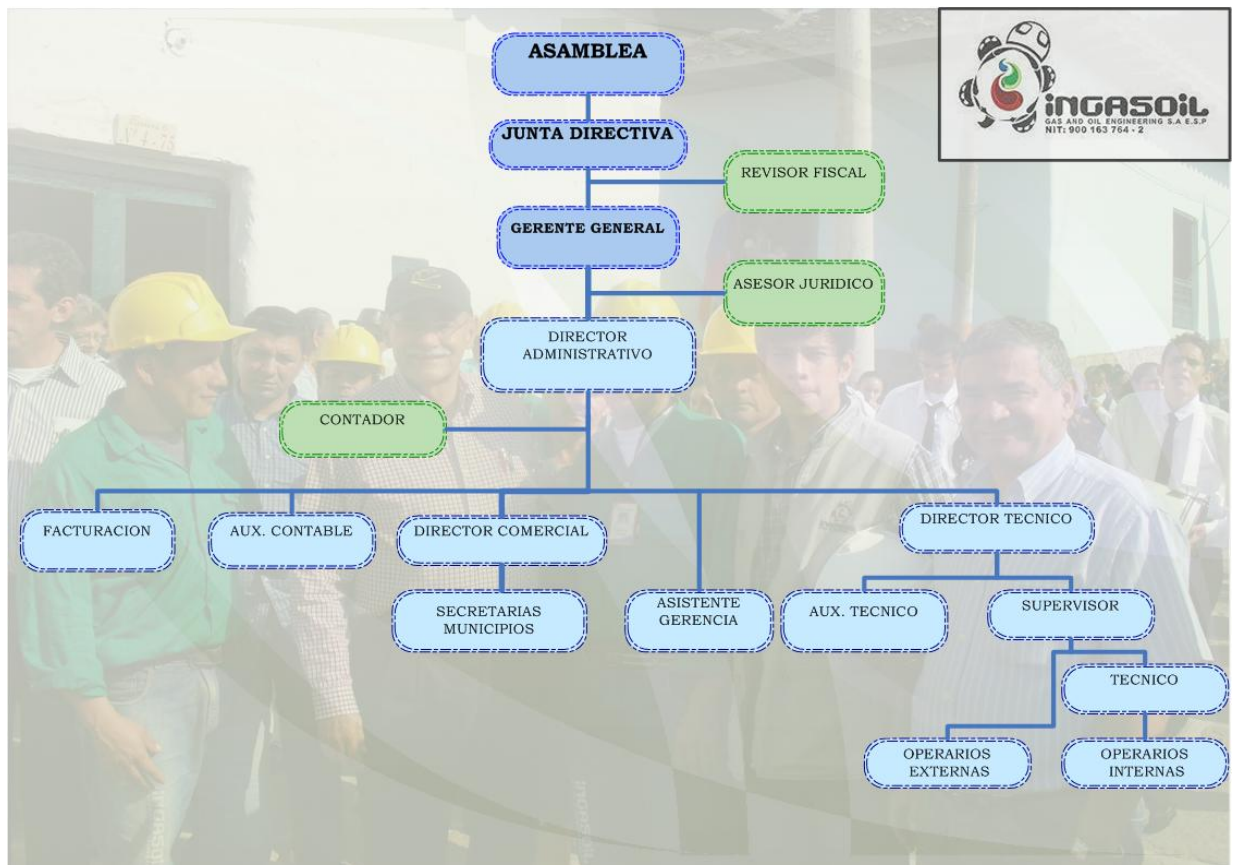 ASAMBLEA
iNGASOiL
GAS AND OIL ENGINEERING S.A E.S.P
NIT: 900 163 764 - 2
JUNTA DIRECTIVA
REVISOR FISCAL
GERENTE GENERAL
ASESOR JURIDICO
DIRECTOR
ADMINISTRATIVO
CONTADOR
FACTURACION
AUX. CONTABLE
DIRECTOR COMERCIAL
DIRECTOR TECNICO
SECRETARIAS
MUNICIPIOS
ASISTENTE
GERENCIA
AUX. TECNICO
SUPERVISOR
TECNICO
OPERARIOS
EXTERNAS
OPERARIOS
INTERNAS